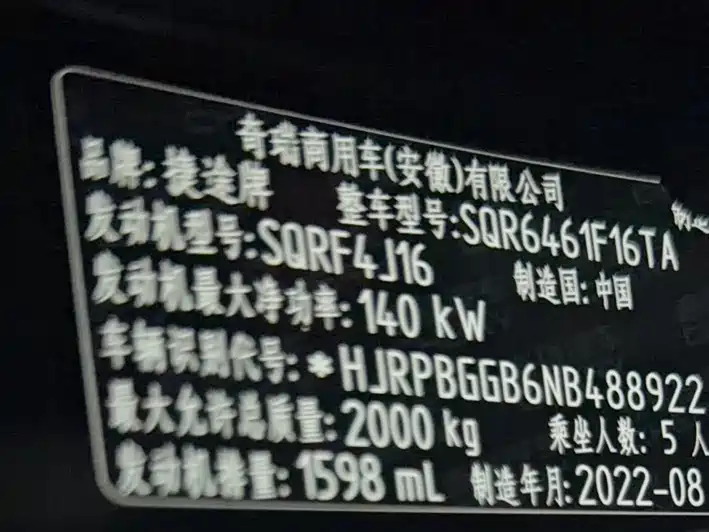 奇瑞商用车(安徽)有限公司
品牌:捷途牌 整车型号:SQR6461F16TA 制造
发动机型号:SQRF4J16 制造国:中国
发动机最大净功率:140 kW
车辆识别代号:*HJRPBGGB6NB488922
最大允许总质量:2000 kg 乘坐人数:5 人
发动机排量:1598 mL 制造年月:2022-08